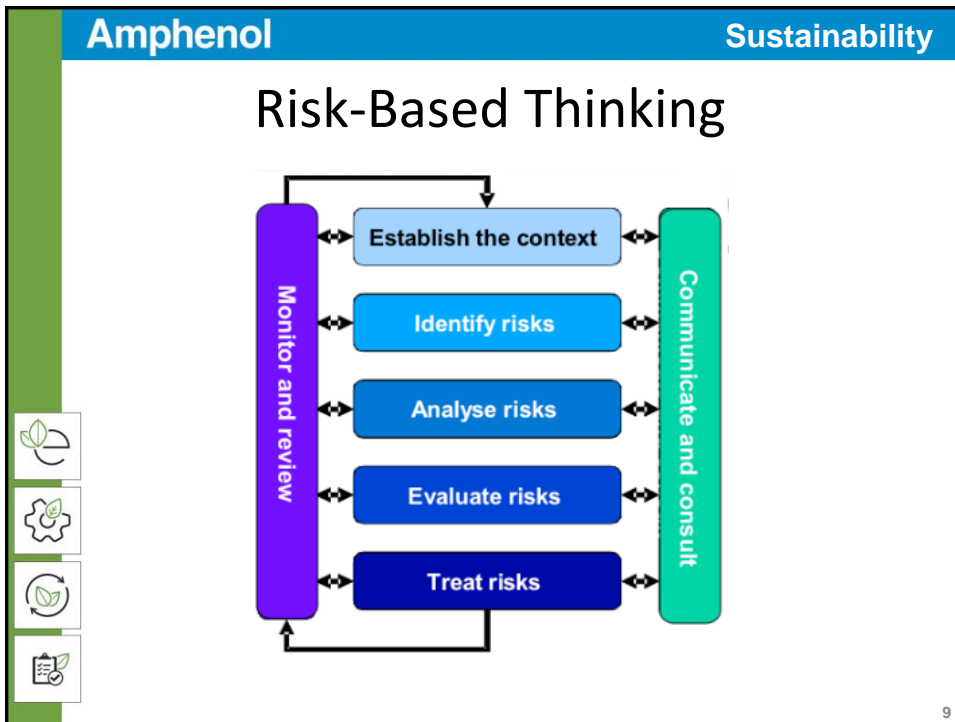 Amphenol
Sustainability
Risk-Based Thinking
Establish the context
Identify risks
Analyse risks
Evaluate risks
Treat risks
Monitor and review
Communicate and consult
9